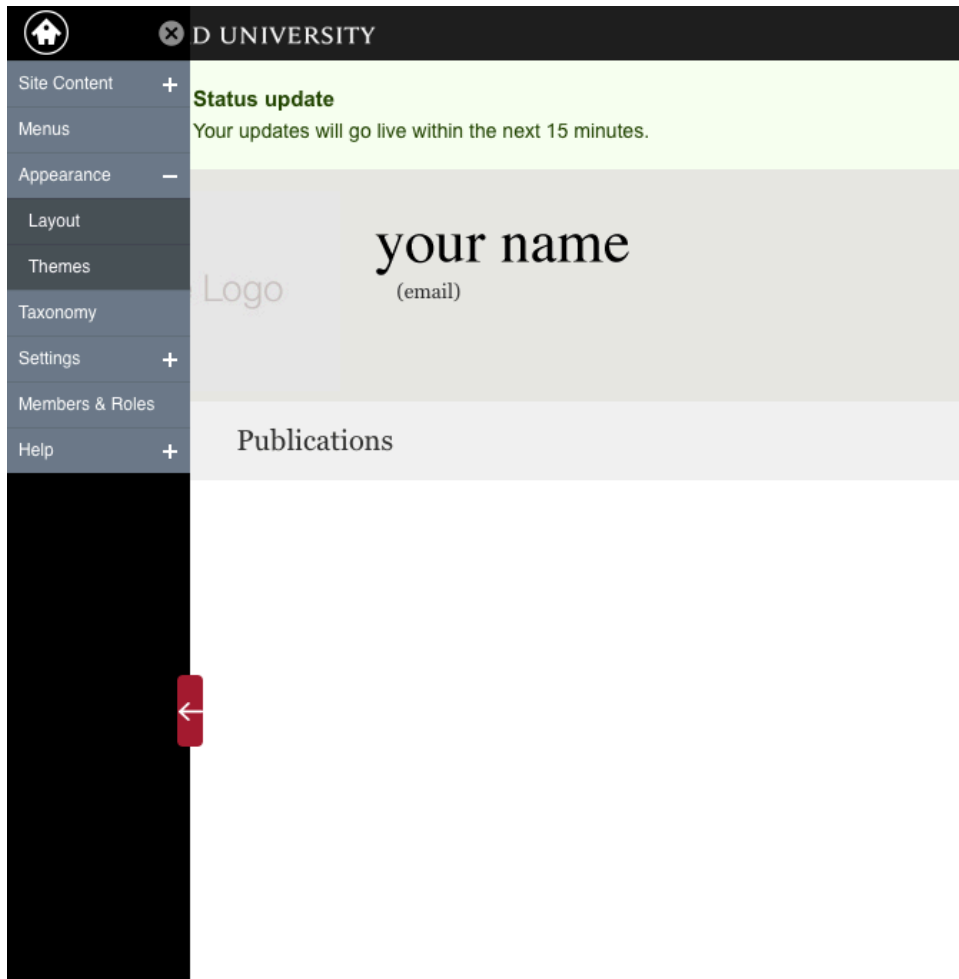 D UNIVERSITY
Site Content
Menus
Appearance
Layout
Themes
Taxonomy
Settings
Members & Roles
Help
Status update
Your updates will go live within the next 15 minutes.
Logo
your name
(email)
Publications